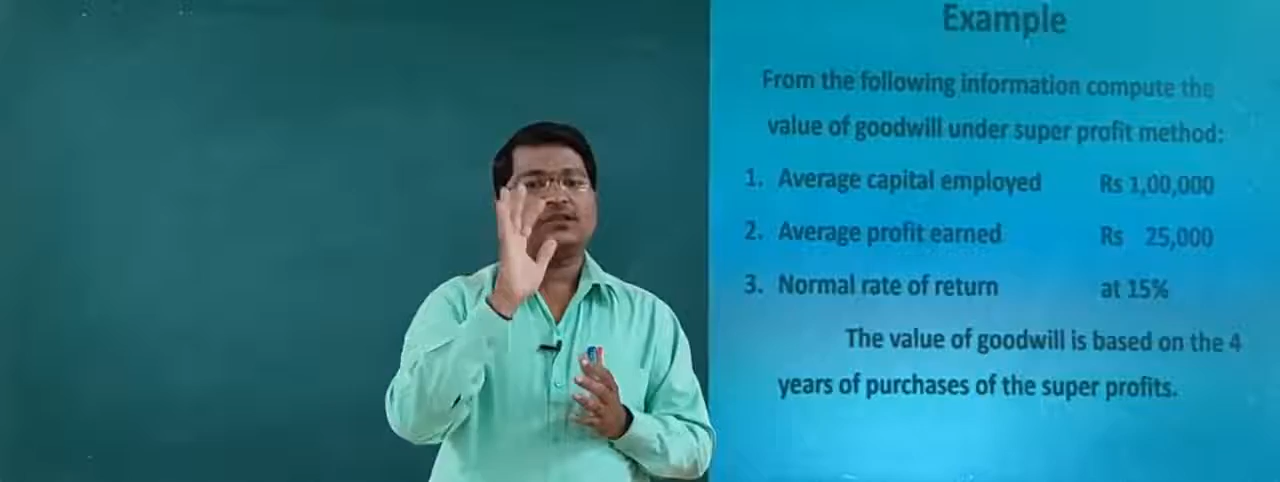 Example
From the following information compute the
value of goodwill under super profit method:
1. Average capital employed Rs 1,00,000
2. Average profit earned Rs 25,000
3. Normal rate of return at 15%
The value of goodwill is based on the 4
years of purchases of the super profits.